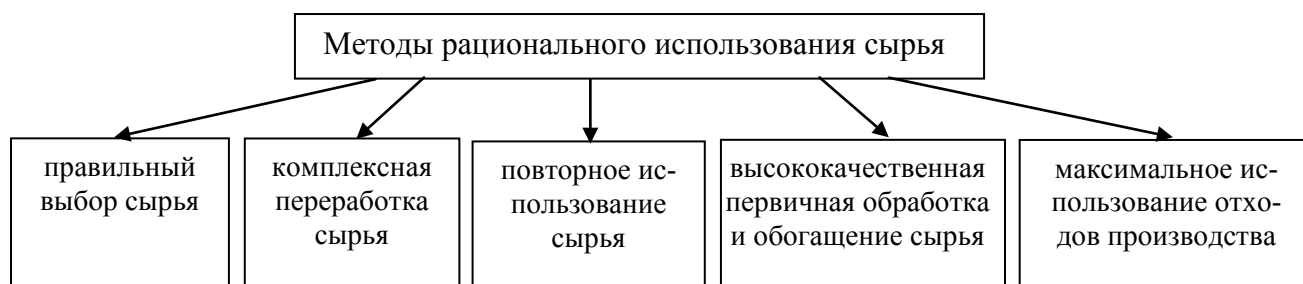 Методы рационального использования сырья
правильный
выбор сырья
комплексная
переработка
сырья
повторное ис-
пользование
сырья
высококачественная
первичная обработка
и обогащение сырья
максимальное ис-
пользование отхо-
дов производства